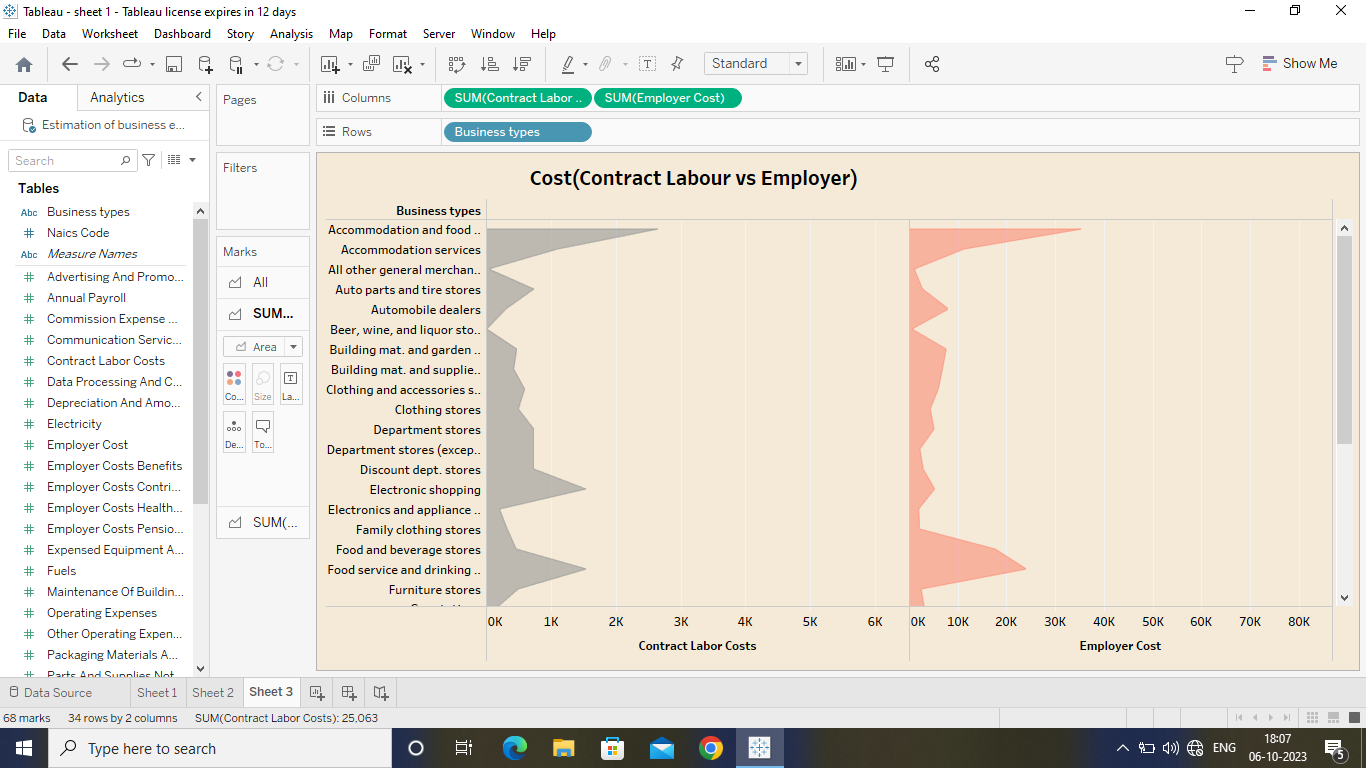 Tableau - sheet 1 - Tableau license expires in 12 days
File Data Worksheet Dashboard Story Analysis Map Format Server Window Help
Standard
Show Me
Data Analytics
Pages
Columns SUM(Contract Labor .. SUM(Employer Cost)
Estimation of business e...
Rows Business types
Search
Filters
Cost(Contract Labour vs Employer)
Tables
Business types
Abc Business types
Accommodation and food ..
# Naics Code
Accommodation services
Abc Measure Names
Marks
All other general merchan..
# Advertising And Promo...
All
Auto parts and tire stores
# Annual Payroll
Automobile dealers
# Commission Expense ...
SUM...
Beer, wine, and liquor sto..
# Communication Servic...
Area
Building mat. and garden ..
# Contract Labor Costs
Building mat. and supplie..
# Data Processing And C...
Co... Size La...
Clothing and accessories s..
# Depreciation And Amo...
Clothing stores
# Electricity
Department stores
# Employer Cost
De... To...
Department stores (excep..
# Employer Costs Benefits
Discount dept. stores
# Employer Costs Contri...
Electronic shopping
# Employer Costs Health...
Electronics and appliance ..
# Employer Costs Pensio...
SUM(...
Family clothing stores
# Expensed Equipment A...
Food and beverage stores
# Fuels
Food service and drinking ..
# Maintenance Of Buildin...
Furniture stores
# Operating Expenses
0K 1K 2K 3K 4K 5K 6K 0K 10K 20K 30K 40K 50K 60K 70K 80K
# Other Operating Expen...
Contract Labor Costs Employer Cost
# Packaging Materials A...
# Parts And Supplies Not
Data Source Sheet 1 Sheet 2 Sheet 3
68 marks 34 rows by 2 columns SUM(Contract Labor Costs): 25,063
Type here to search
ENG
18:07
06-10-2023
5